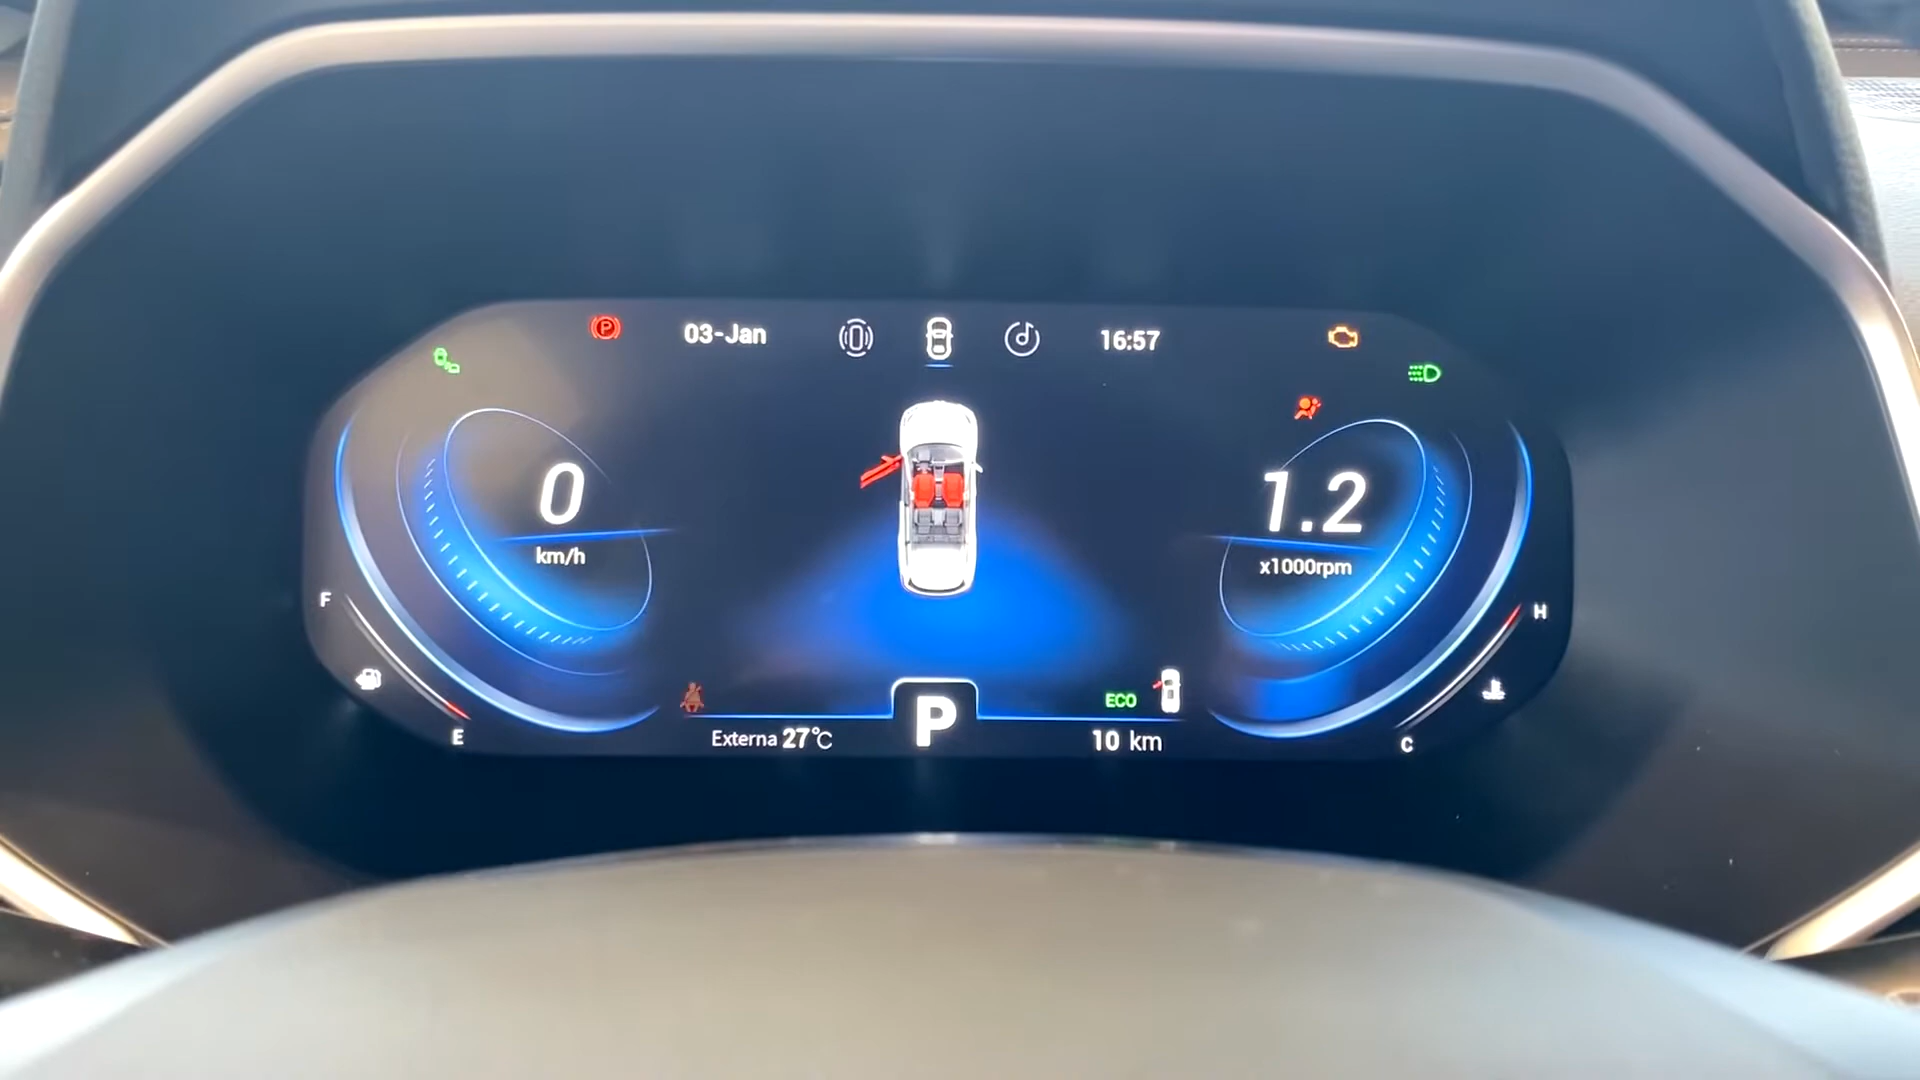 P
03-Jan
16:57
0
km/h
1.2
x1000rpm
F
E
H
C
ECO
Externa 27°C
P
10 km